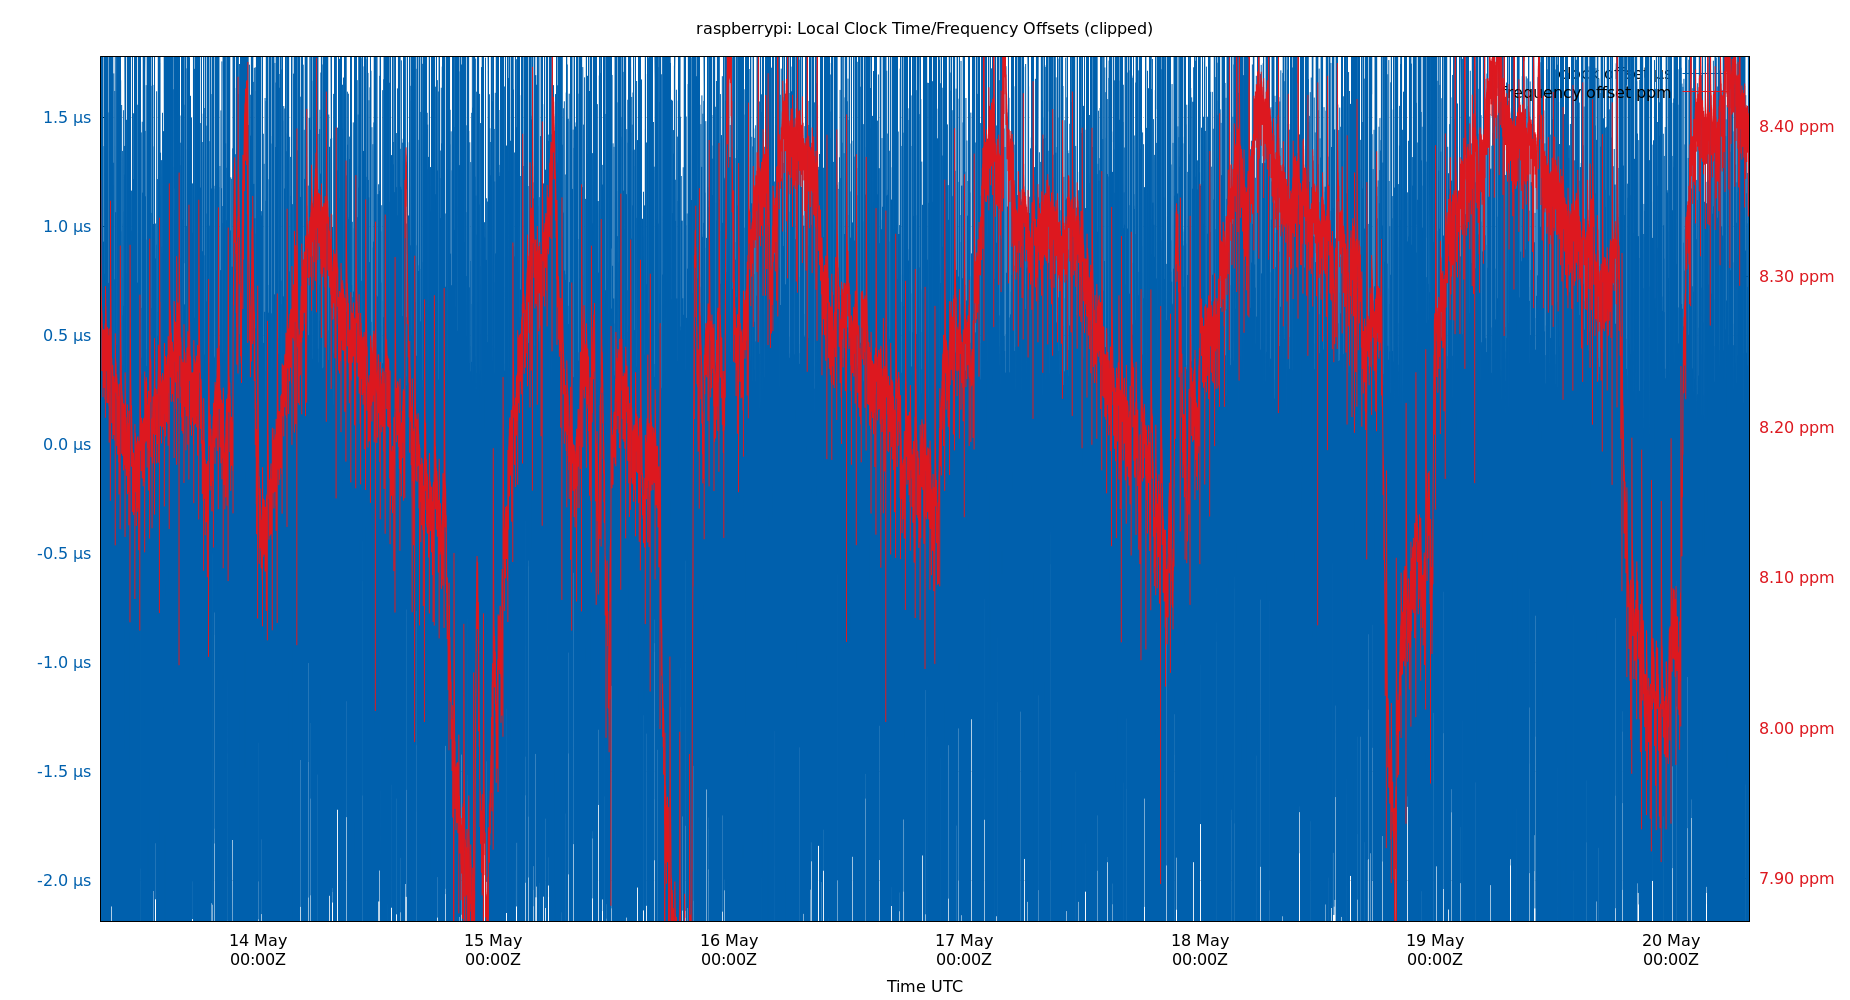 raspberrypi: Local Clock Time/Frequency Offsets (clipped)
clock offset µs
frequency offset ppm
1.5 µs
1.0 µs
0.5 µs
0.0 µs
-0.5 µs
-1.0 µs
-1.5 µs
-2.0 µs
8.40 ppm
8.30 ppm
8.20 ppm
8.10 ppm
8.00 ppm
7.90 ppm
14 May 15 May 16 May 17 May 18 May 19 May 20 May
00:00Z 00:00Z 00:00Z 00:00Z 00:00Z 00:00Z 00:00Z
Time UTC